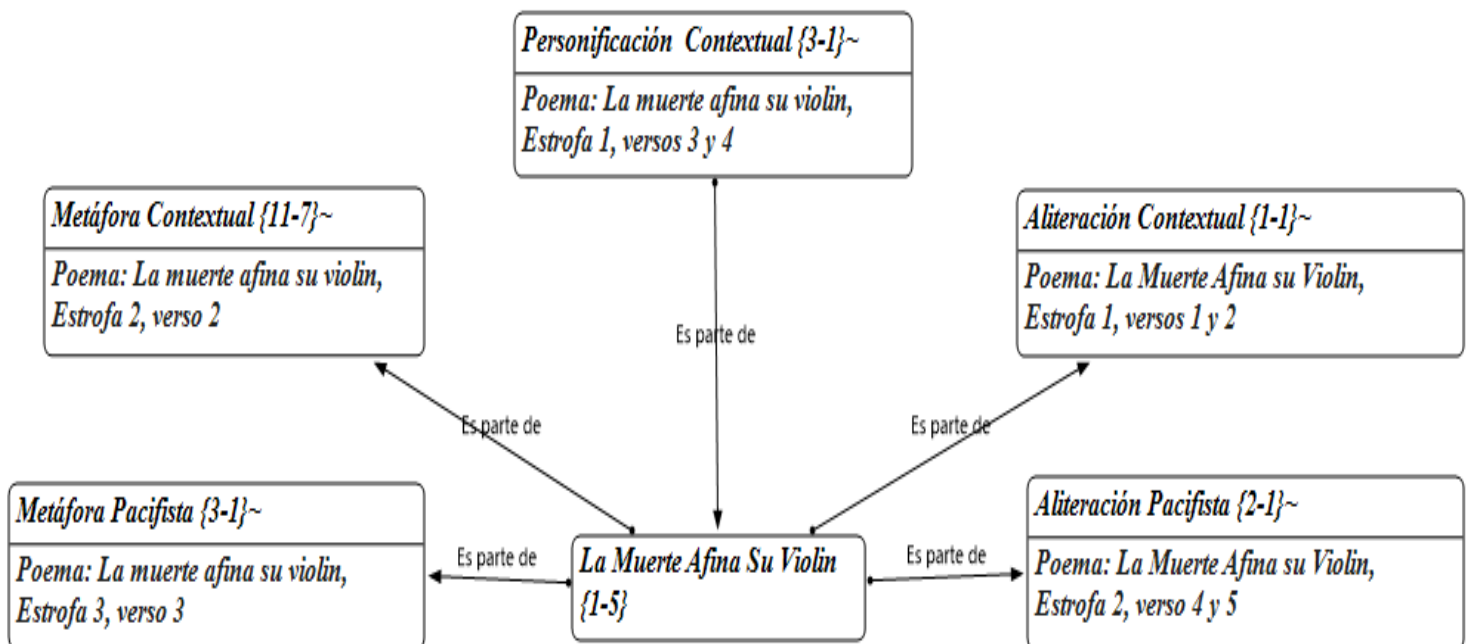 Personificación Contextual {3-1}~
Poema: La muerte afina su violin,
Estrofa 1, versos 3 y 4
Metáfora Contextual {11-7}~
Poema: La muerte afina su violin,
Estrofa 2, verso 2
Aliteración Contextual {1-1}~
Poema: La Muerte Afina su Violin,
Estrofa 1, versos 1 y 2
Es parte de
Es parte de
Es parte de
Metáfora Pacifista {3-1}~
Poema: La muerte afina su violin,
Estrofa 3, verso 3
Es parte de
La Muerte Afina Su Violin
{1-5}
Es parte de
Aliteración Pacifista {2-1}~
Poema: La Muerte Afina su Violin,
Estrofa 2, verso 4 y 5